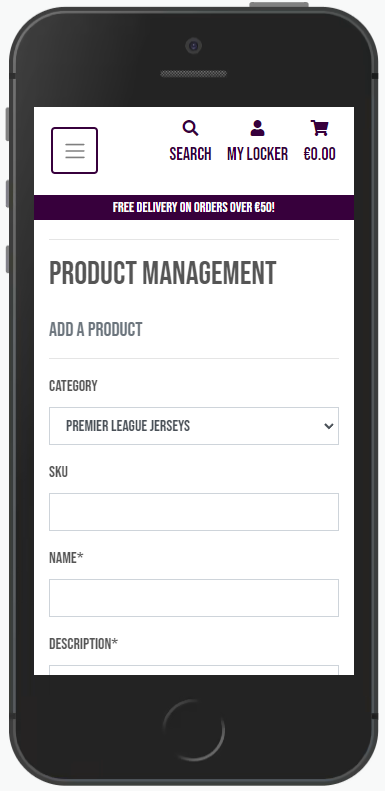 SEARCH MY LOCKER €0.00
FREE DELIVERY ON ORDERS OVER €50!
PRODUCT MANAGEMENT
ADD A PRODUCT
CATEGORY
PREMIER LEAGUE JERSEYS
SKU
NAME*
DESCRIPTION*